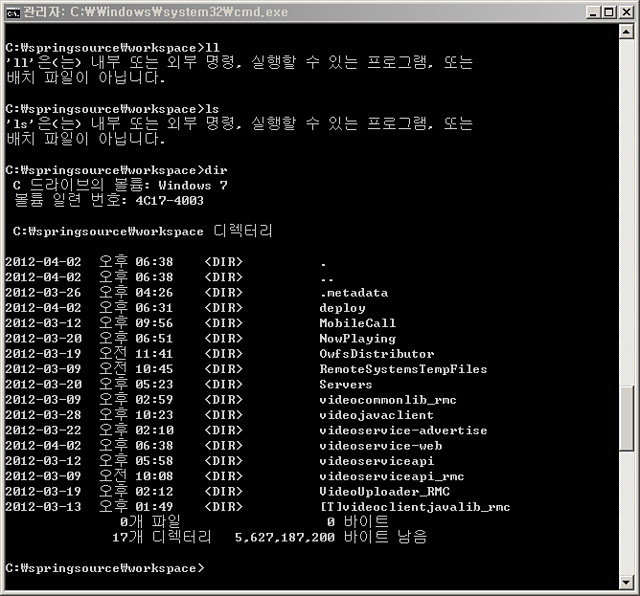 관리자: C:₩Windows₩system32₩cmd.exe
C:₩springsource₩workspace>ll
'll'은(는) 내부 또는 외부 명령, 실행할 수 있는 프로그램, 또는
배치 파일이 아닙니다.
C:₩springsource₩workspace>ls
'ls'은(는) 내부 또는 외부 명령, 실행할 수 있는 프로그램, 또는
배치 파일이 아닙니다.
C:₩springsource₩workspace>dir
C 드라이브의 볼륨: Windows 7
볼륨 일련 번호: 4C17-4003
C:₩springsource₩workspace 디렉터리
2012-04-02 오후 06:38 <DIR> .
2012-04-02 오후 06:38 <DIR> ..
2012-03-26 오후 04:26 <DIR> .metadata
2012-04-02 오후 06:31 <DIR> deploy
2012-03-12 오후 09:56 <DIR> MobileCall
2012-03-20 오후 06:51 <DIR> NowPlaying
2012-03-19 오전 11:41 <DIR> OwfsDistributor
2012-03-09 오전 10:45 <DIR> RemoteSystemsTempFiles
2012-03-20 오후 05:23 <DIR> Servers
2012-03-09 오후 02:59 <DIR> videocommonlib_rmc
2012-03-28 오후 10:23 <DIR> videojavaclient
2012-03-22 오후 02:10 <DIR> videoservice-advertise
2012-04-02 오후 06:38 <DIR> videoservice-web
2012-03-12 오후 05:58 <DIR> videoserviceapi
2012-03-09 오전 10:08 <DIR> videoserviceapi_rmc
2012-03-19 오후 02:12 <DIR> VideoUploader_RMC
2012-03-13 오전 01:49 <DIR> [T]videoclientjavalib_rmc
0개 파일 0 바이트
17개 디렉터리 5,627,187,200 바이트 남음
C:₩springsource₩workspace>